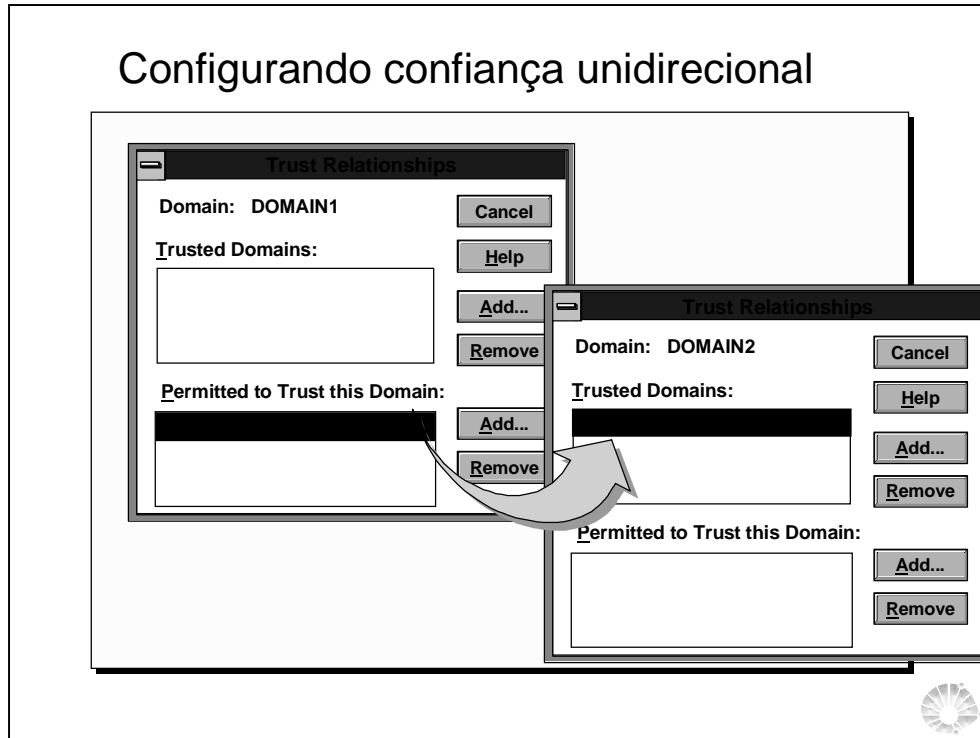 Configurando confiança unidirecional
Trust Relationships
Domain: DOMAIN1
Cancel
Trusted Domains:
Help
Add...
Remove
Permitted to Trust this Domain:
Add...
Remove
Trust Relationships
Domain: DOMAIN2
Cancel
Trusted Domains:
Help
Add...
Remove
Permitted to Trust this Domain:
Add...
Remove